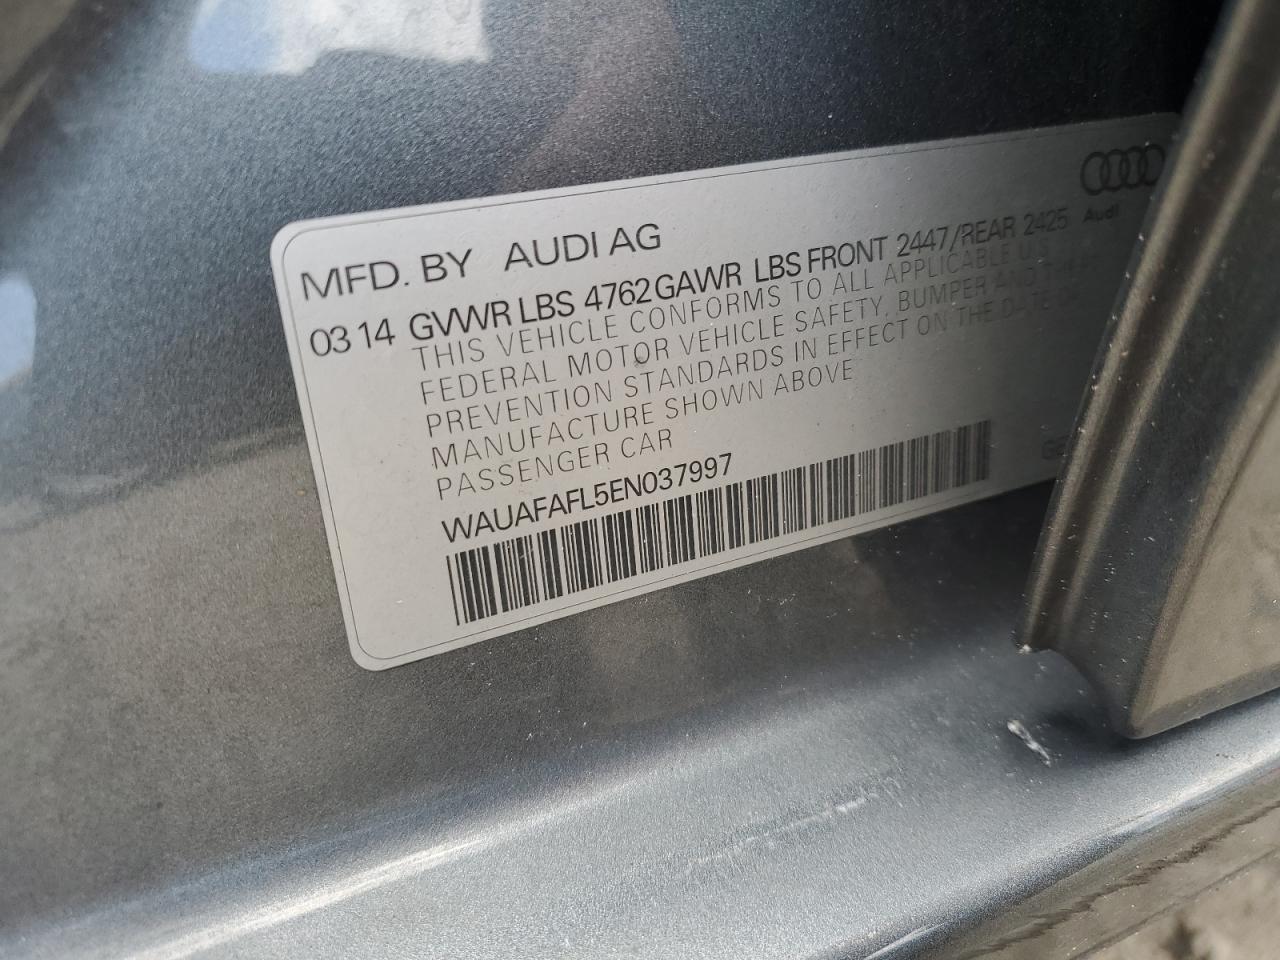 Audi
MFD. BY AUDI AG
03 14 GVWR LBS 4762 GAWR LBS FRONT 2447/REAR 2425
THIS VEHICLE CONFORMS TO ALL APPLICABLE U.S.
FEDERAL MOTOR VEHICLE SAFETY, BUMPER AND
PREVENTION STANDARDS IN EFFECT ON THE DATE OF
MANUFACTURE SHOWN ABOVE
PASSENGER CAR
WAUAFAFL5EN037997